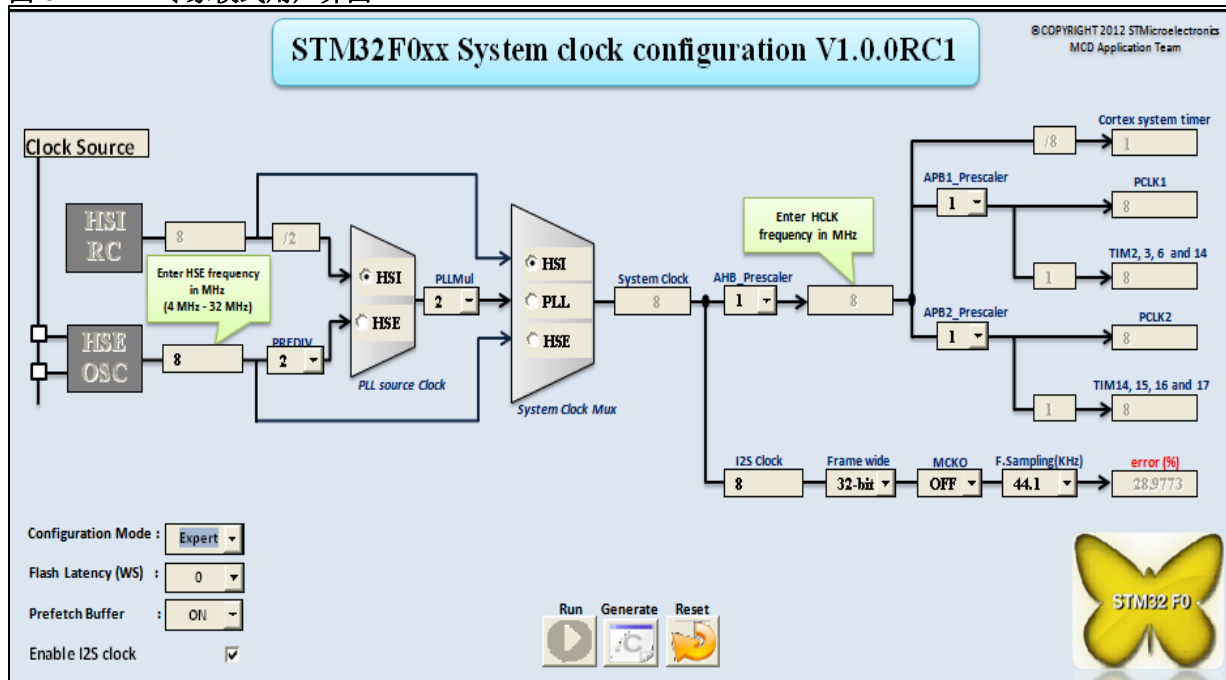 STM32F0xx System clock configuration V1.0.0RC1
©COPYRIGHT 2012 STMicroelectronics
MCD Application Team
Clock Source
HSI
RC
8
/2
Enter HSE frequency
in MHz
(4 MHz - 32 MHz)
HSE
OSC
8
PREDIV
2
HSI
HSE
PLL source Clock
PLLMul
2
HSI
PLL
HSE
System Clock Mux
System Clock
8
AHB_Prescaler
1
Enter HCLK
frequency in MHz
8
/8
Cortex system timer
1
APB1_Prescaler
1
PCLK1
8
TIM2, 3, 6 and 14
1
8
APB2_Prescaler
1
PCLK2
8
TIM14, 15, 16 and 17
1
8
I2S Clock
8
Frame wide
32-bit
MCKO
OFF
F.Sampling(KHz)
44.1
error (%)
28.9773
Configuration Mode :
Expert
Flash Latency (WS) :
0
Prefetch Buffer :
ON
Enable I2S clock
Run
Generate
Reset
STM32 F0